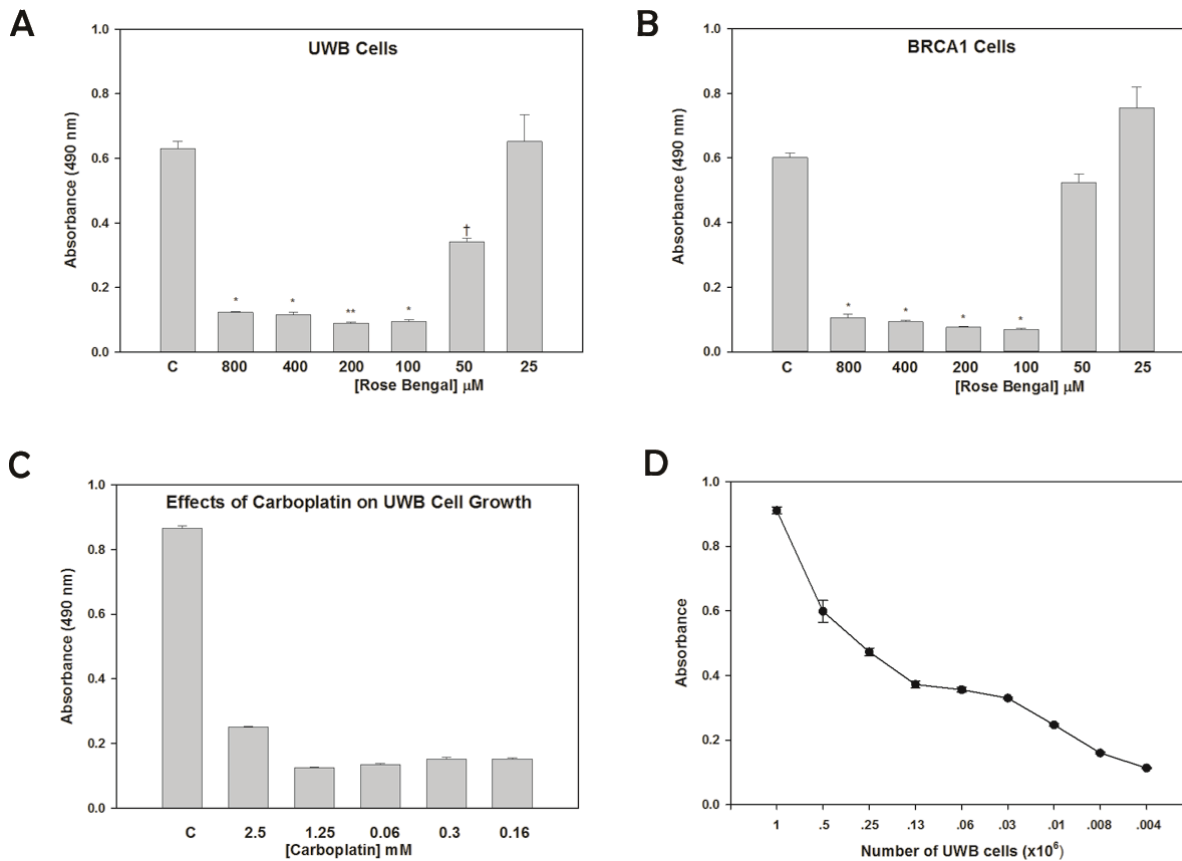 A
UWB Cells
Absorbance (490 nm)
1.0
0.8
0.6
0.4
0.2
0.0
* * ** * †
C 800 400 200 100 50 25
[Rose Bengal] μM
B
BRCA1 Cells
Absorbance (490 nm)
1.0
0.8
0.6
0.4
0.2
0.0
* * * *
C 800 400 200 100 50 25
[Rose Bengal] μM
C
Effects of Carboplatin on UWB Cell Growth
Absorbance (490 nm)
1.0
0.8
0.6
0.4
0.2
0.0
C 2.5 1.25 0.06 0.3 0.16
[Carboplatin] mM
D
Absorbance
1.0
0.8
0.6
0.4
0.2
0.0
1 .5 .25 .13 .06 .03 .01 .008 .004
Number of UWB cells (x10⁶)